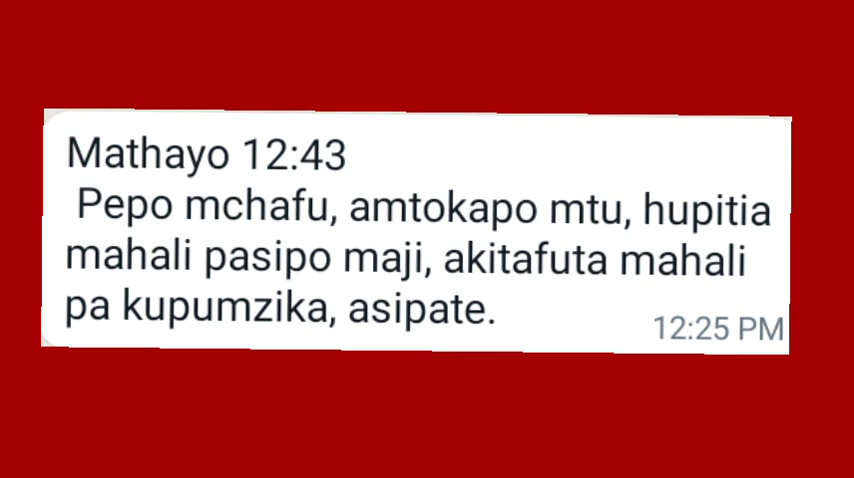 Mathayo 12:43
Pepo mchafu, amtokapo mtu, hupitia
mahali pasipo maji, akitafuta mahali
pa kupumzika, asipate.
12:25 PM